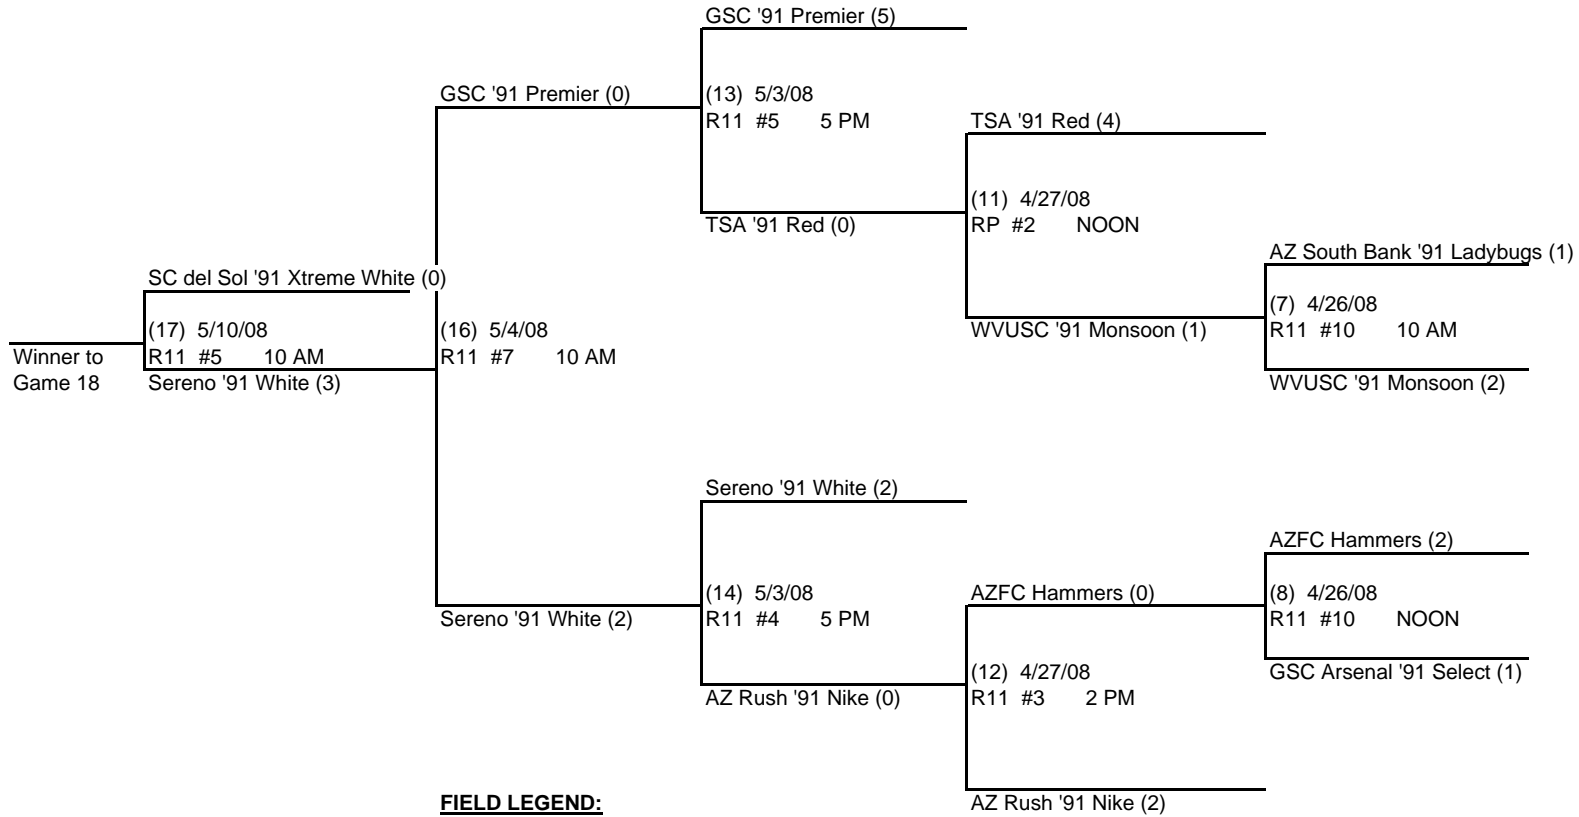 GSC '91 Premier (5)
GSC '91 Premier (0)
(13) 5/3/08
R11 #5 5 PM
TSA '91 Red (4)
(11) 4/27/08
RP #2 NOON
TSA '91 Red (0)
AZ South Bank '91 Ladybugs (1)
SC del Sol '91 Xtreme White (0)
(7) 4/26/08
R11 #10 10 AM
WVUSC '91 Monsoon (1)
(17) 5/10/08
R11 #5 10 AM
(16) 5/4/08
R11 #7 10 AM
Winner to
Game 18
Sereno '91 White (3)
WVUSC '91 Monsoon (2)
Sereno '91 White (2)
AZFC Hammers (2)
(14) 5/3/08
R11 #4 5 PM
AZFC Hammers (0)
(8) 4/26/08
R11 #10 NOON
Sereno '91 White (2)
GSC Arsenal '91 Select (1)
(12) 4/27/08
R11 #3 2 PM
AZ Rush '91 Nike (0)
FIELD LEGEND:
AZ Rush '91 Nike (2)